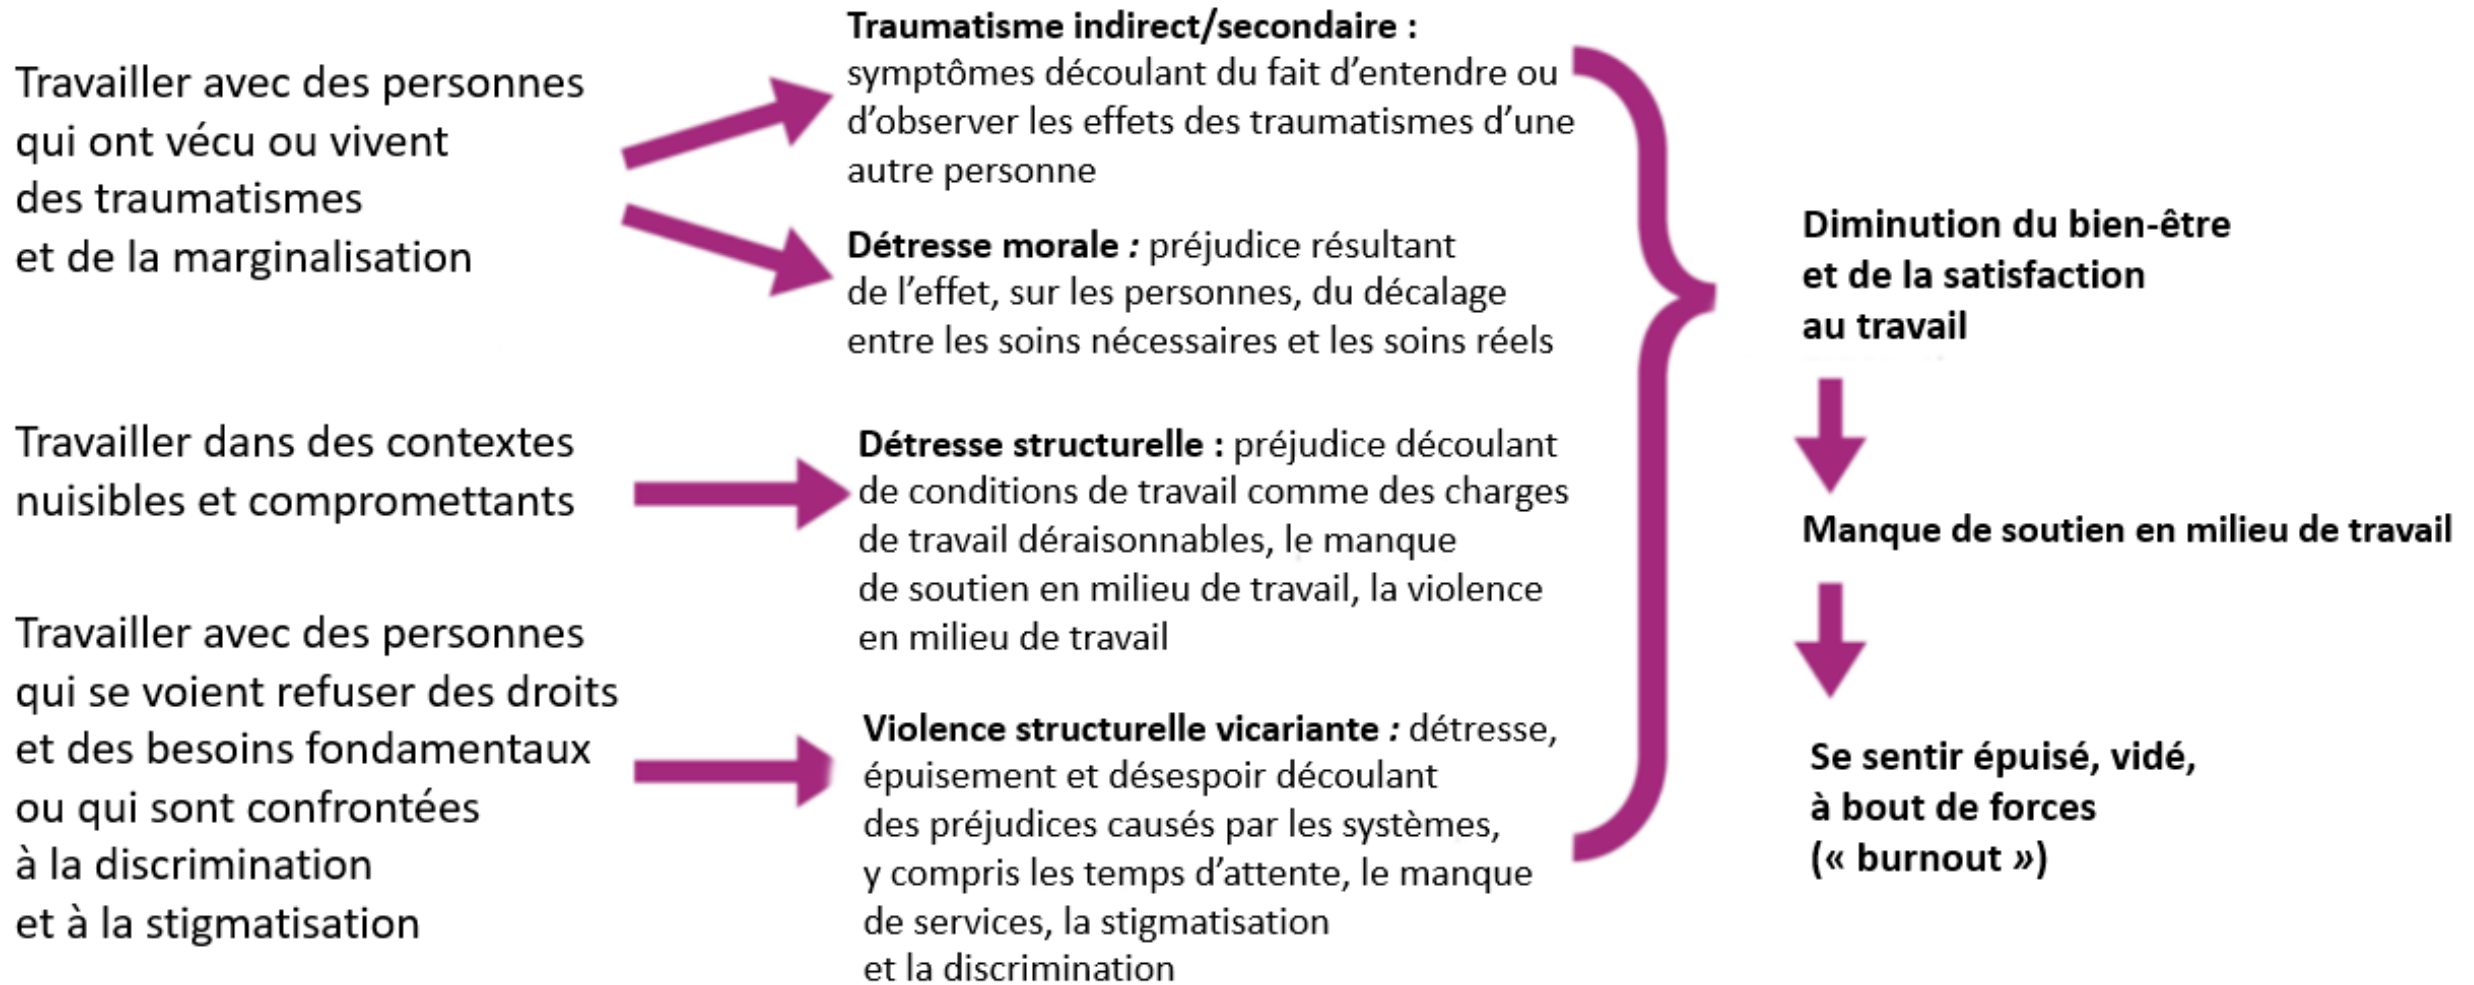 Travailler avec des personnes
qui ont vécu ou vivent
des traumatismes
et de la marginalisation
Traumatisme indirect/secondaire :
symptômes découlant du fait d’entendre ou
d’observer les effets des traumatismes d’une
autre personne
Détresse morale : préjudice résultant
de l’effet, sur les personnes, du décalage
entre les soins nécessaires et les soins réels
Travailler dans des contextes
nuisibles et compromettants
Détresse structurelle : préjudice découlant
de conditions de travail comme des charges
de travail déraisonnables, le manque
de soutien en milieu de travail, la violence
en milieu de travail
Travailler avec des personnes
qui se voient refuser des droits
et des besoins fondamentaux
ou qui sont confrontées
à la discrimination
et à la stigmatisation
Violence structurelle vicariante : détresse,
épuisement et désespoir découlant
des préjudices causés par les systèmes,
y compris les temps d’attente, le manque
de services, la stigmatisation
et la discrimination
Diminution du bien-être
et de la satisfaction
au travail
Manque de soutien en milieu de travail
Se sentir épuisé, vidé,
à bout de forces
(« burnout »)